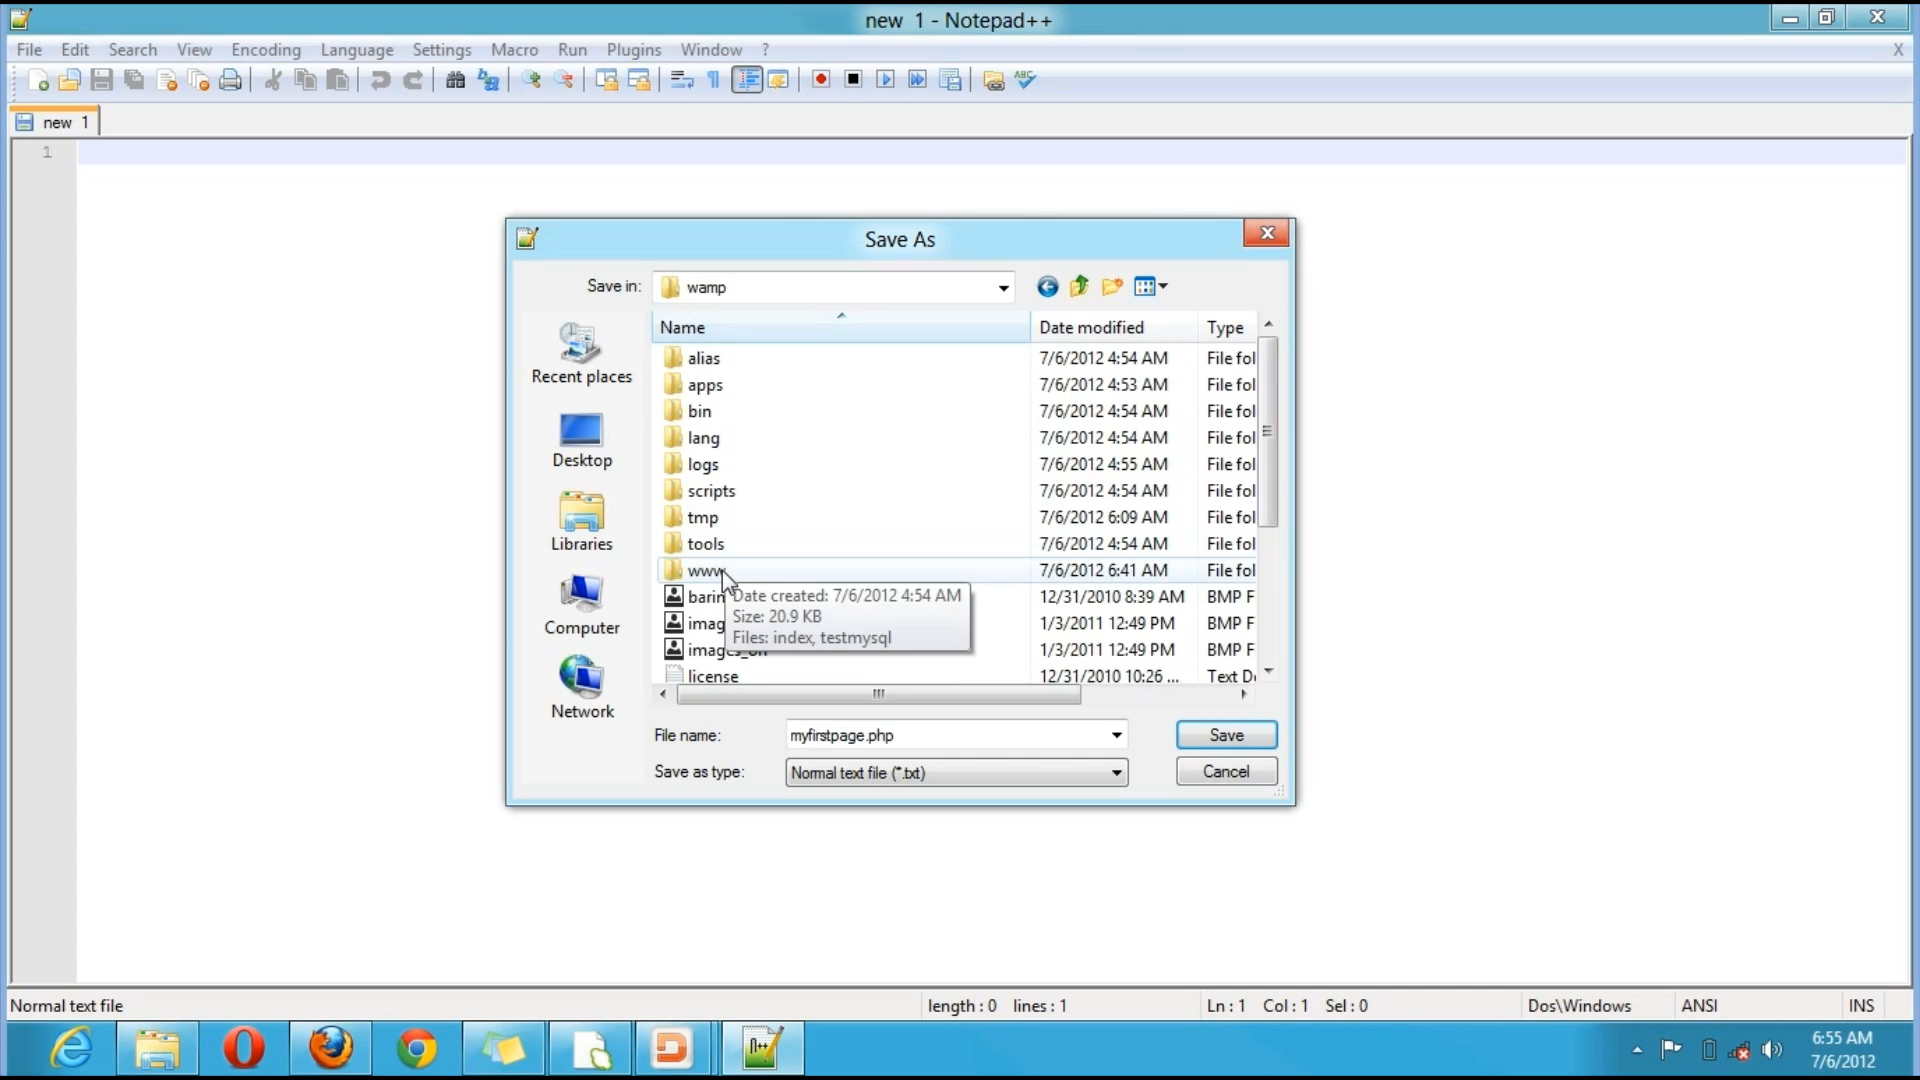 new 1 - Notepad++
File Edit Search View Encoding Language Settings Macro Run Plugins Window ? X
new 1
1
Save As
Save in: wamp
Name Date modified Type
Recent places
Desktop
Libraries
Computer
Network
alias 7/6/2012 4:54 AM File fol
apps 7/6/2012 4:53 AM File fol
bin 7/6/2012 4:54 AM File fol
lang 7/6/2012 4:54 AM File fol
logs 7/6/2012 4:55 AM File fol
scripts 7/6/2012 4:54 AM File fol
tmp 7/6/2012 6:09 AM File fol
tools 7/6/2012 4:54 AM File fol
www 7/6/2012 6:41 AM File fol
barin 12/31/2010 8:39 AM BMP F
imag 1/3/2011 12:49 PM BMP F
images_off 1/3/2011 12:49 PM BMP F
license 12/31/2010 10:26 ... Text D
Date created: 7/6/2012 4:54 AM
Size: 20.9 KB
Files: index, testmysql
File name: myfirstpage.php Save
Save as type: Normal text file (*.txt) Cancel
Normal text file length : 0 lines : 1 Ln : 1 Col : 1 Sel : 0 Dos\Windows ANSI INS
6:55 AM
7/6/2012